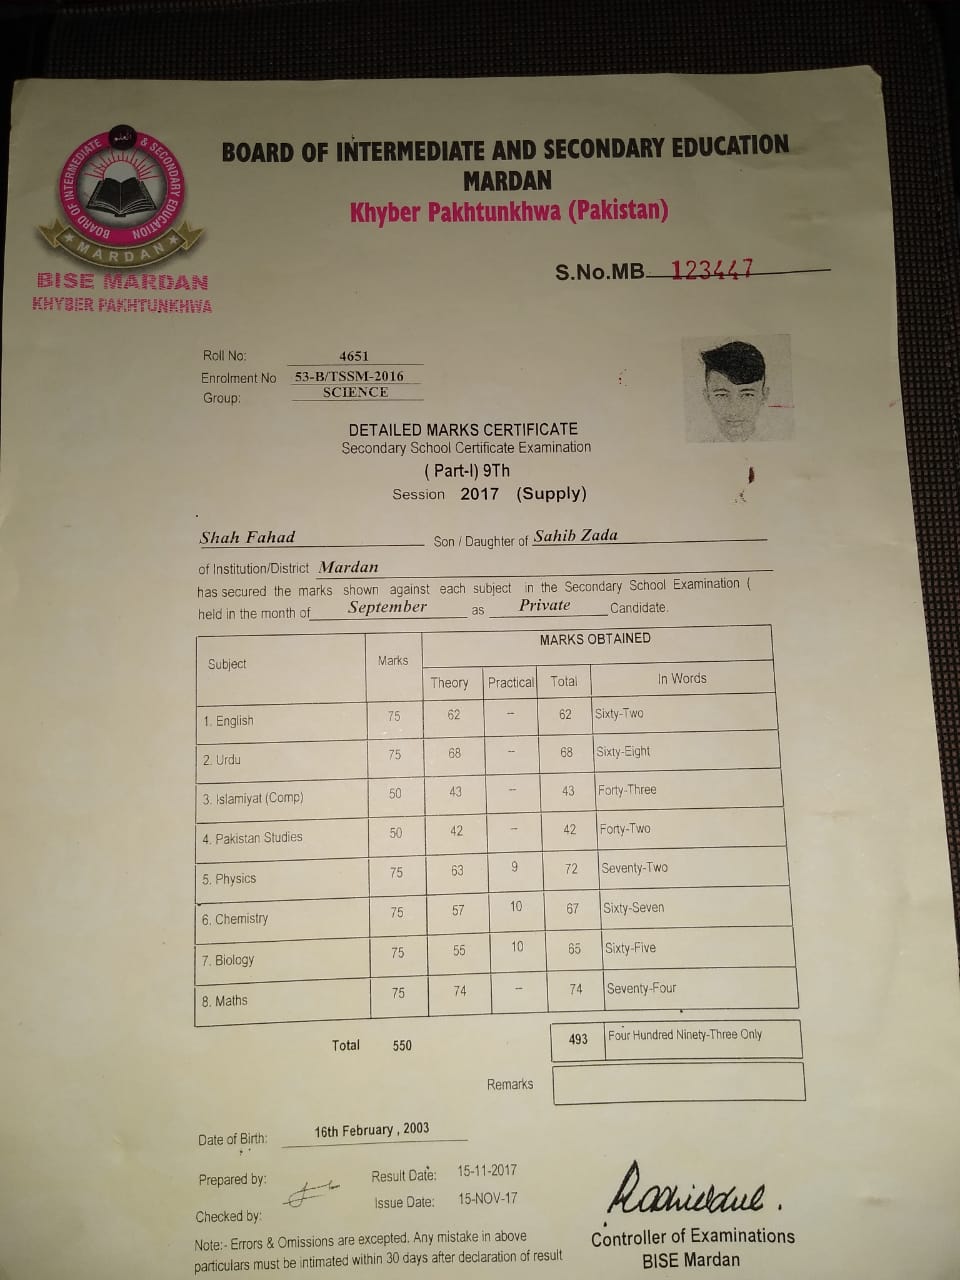 العلم
BOARD OF INTERMEDIATE & SECONDARY EDUCATION
MARDAN
BISE MARDAN
KHYBER PAKHTUNKHWA
BOARD OF INTERMEDIATE AND SECONDARY EDUCATION
MARDAN
Khyber Pakhtunkhwa (Pakistan)
S.No.MB 123447
Roll No: 4651
Enrolment No 53-B/TSSM-2016
Group: SCIENCE
DETAILED MARKS CERTIFICATE
Secondary School Certificate Examination
( Part-I) 9Th
Session 2017 (Supply)
Shah Fahad Son / Daughter of Sahib Zada
of Institution/District Mardan
has secured the marks shown against each subject in the Secondary School Examination (
held in the month of September as Private Candidate.
Subject Marks MARKS OBTAINED
Theory Practical Total In Words
1. English 75 62 -- 62 Sixty-Two
2. Urdu 75 68 -- 68 Sixty-Eight
3. Islamiyat (Comp) 50 43 -- 43 Forty-Three
4. Pakistan Studies 50 42 -- 42 Forty-Two
5. Physics 75 63 9 72 Seventy-Two
6. Chemistry 75 57 10 67 Sixty-Seven
7. Biology 75 55 10 65 Sixty-Five
8. Maths 75 74 -- 74 Seventy-Four
Total 550 493 Four Hundred Ninety-Three Only
Remarks
Date of Birth: 16th February , 2003
Prepared by: Result Date: 15-11-2017
Issue Date: 15-NOV-17
Checked by:
Note:- Errors & Omissions are excepted. Any mistake in above
particulars must be intimated within 30 days after declaration of result
Controller of Examinations
BISE Mardan